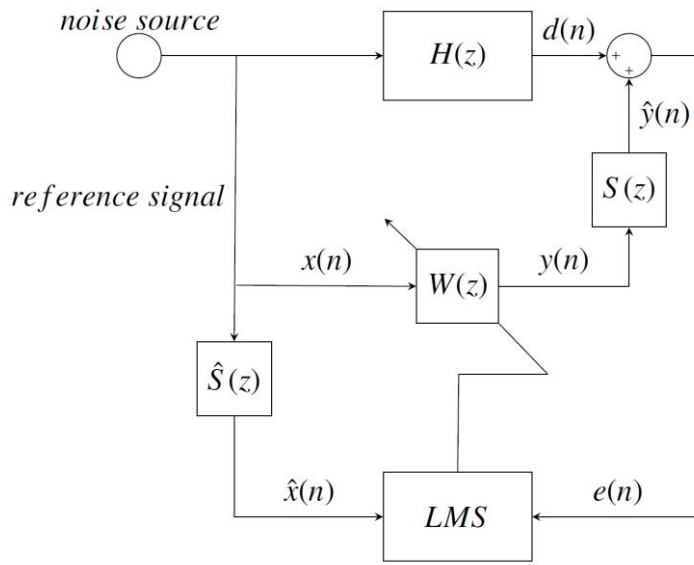 noise source
d(n)
H(z)
+
+
ŷ(n)
S(z)
reference signal
x(n)
y(n)
W(z)
Ŝ(z)
x̂(n)
e(n)
LMS